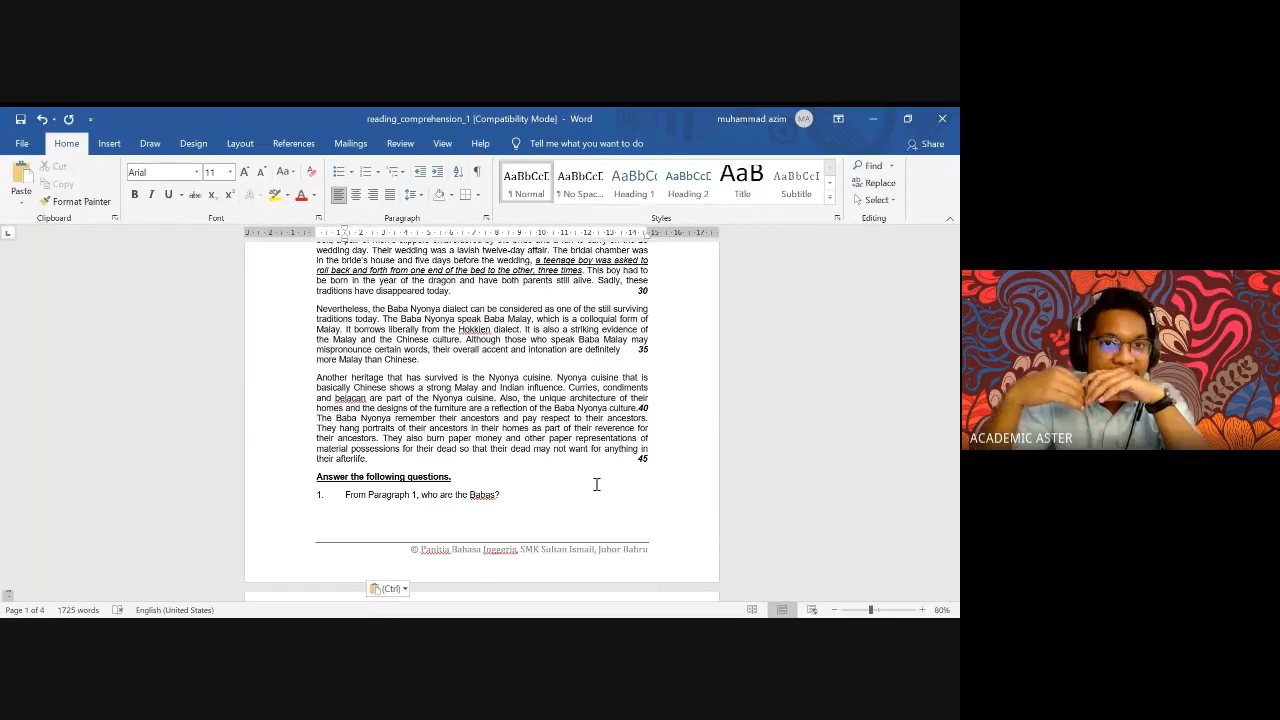 reading_comprehension_1 [Compatibility Mode] - Word
muhammad azim MA
File Home Insert Draw Design Layout References Mailings Review View Help Tell me what you want to do Share
Paste
Cut
Copy
Format Painter
Clipboard
Arial 11
Font
Paragraph
AaBbCcI AaBbCcI AaBbCc AaBbCcI AaB AaBbCcI
¶ Normal ¶ No Spac... Heading 1 Heading 2 Title Subtitle
Styles
Find
Replace
Select
Editing
wedding day. Their wedding was a lavish twelve-day affair. The bridal chamber was
in the bride's house and five days before the wedding, a teenage boy was asked to
roll back and forth from one end of the bed to the other, three times. This boy had to
be born in the year of the dragon and have both parents still alive. Sadly, these
traditions have disappeared today. 30
Nevertheless, the Baba Nyonya dialect can be considered as one of the still surviving
traditions today. The Baba Nyonya speak Baba Malay, which is a colloquial form of
Malay. It borrows liberally from the Hokkien dialect. It is also a striking evidence of
the Malay and the Chinese culture. Although those who speak Baba Malay may
mispronounce certain words, their overall accent and intonation are definitely 35
more Malay than Chinese.
Another heritage that has survived is the Nyonya cuisine. Nyonya cuisine that is
basically Chinese shows a strong Malay and Indian influence. Curries, condiments
and belacan are part of the Nyonya cuisine. Also, the unique architecture of their
homes and the designs of the furniture are a reflection of the Baba Nyonya culture.40
The Baba Nyonya remember their ancestors and pay respect to their ancestors.
They hang portraits of their ancestors in their homes as part of their reverence for
their ancestors. They also burn paper money and other paper representations of
material possessions for their dead so that their dead may not want for anything in
their afterlife. 45
Answer the following questions.
1. From Paragraph 1, who are the Babas?
© Panitia Bahasa Inggeris, SMK Sultan Ismail, Johor Bahru
(Ctrl)
Page 1 of 4 1725 words English (United States) 80%
ACADEMIC ASTER